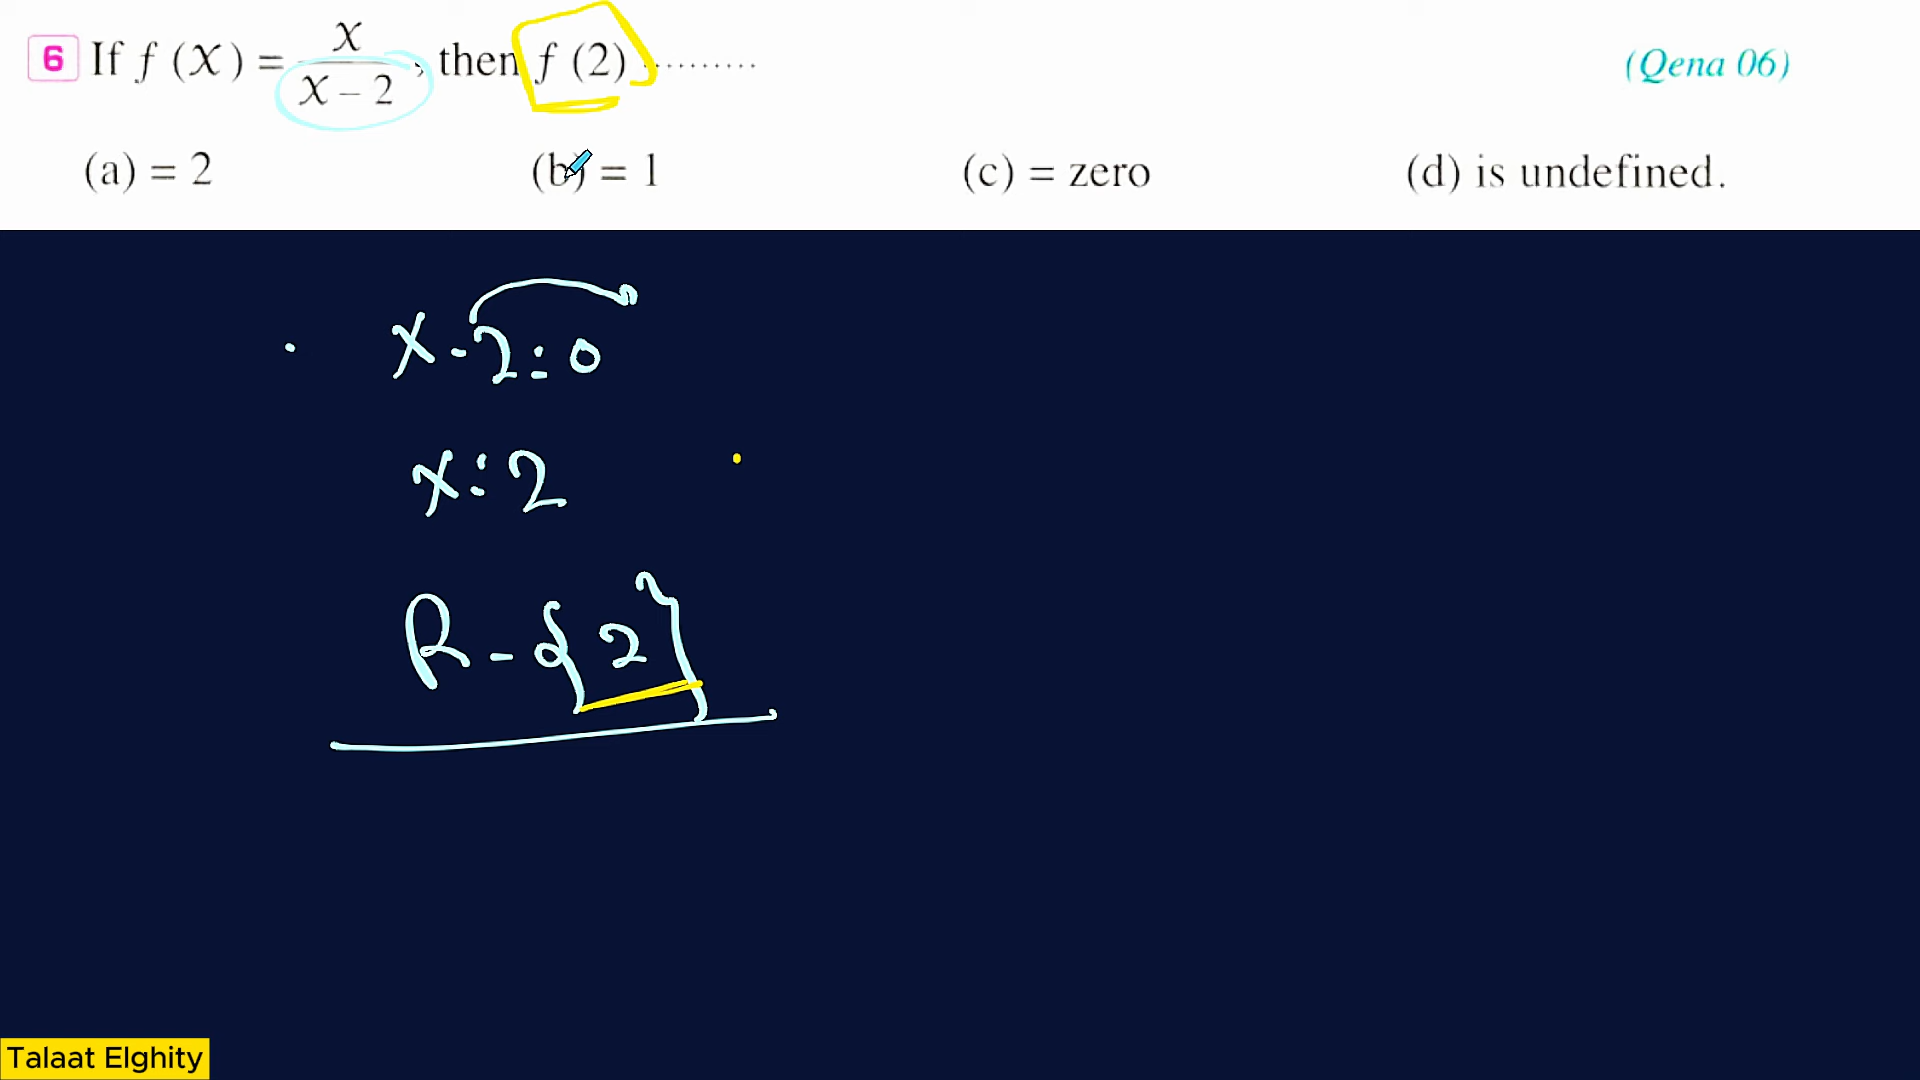 6 If f (X) = X / X – 2 , then f (2) .......... (Qena 06)
(a) = 2 (b) = 1 (c) = zero (d) is undefined.
X - 2 = 0
x = 2
R - {2}
Talaat Elghity